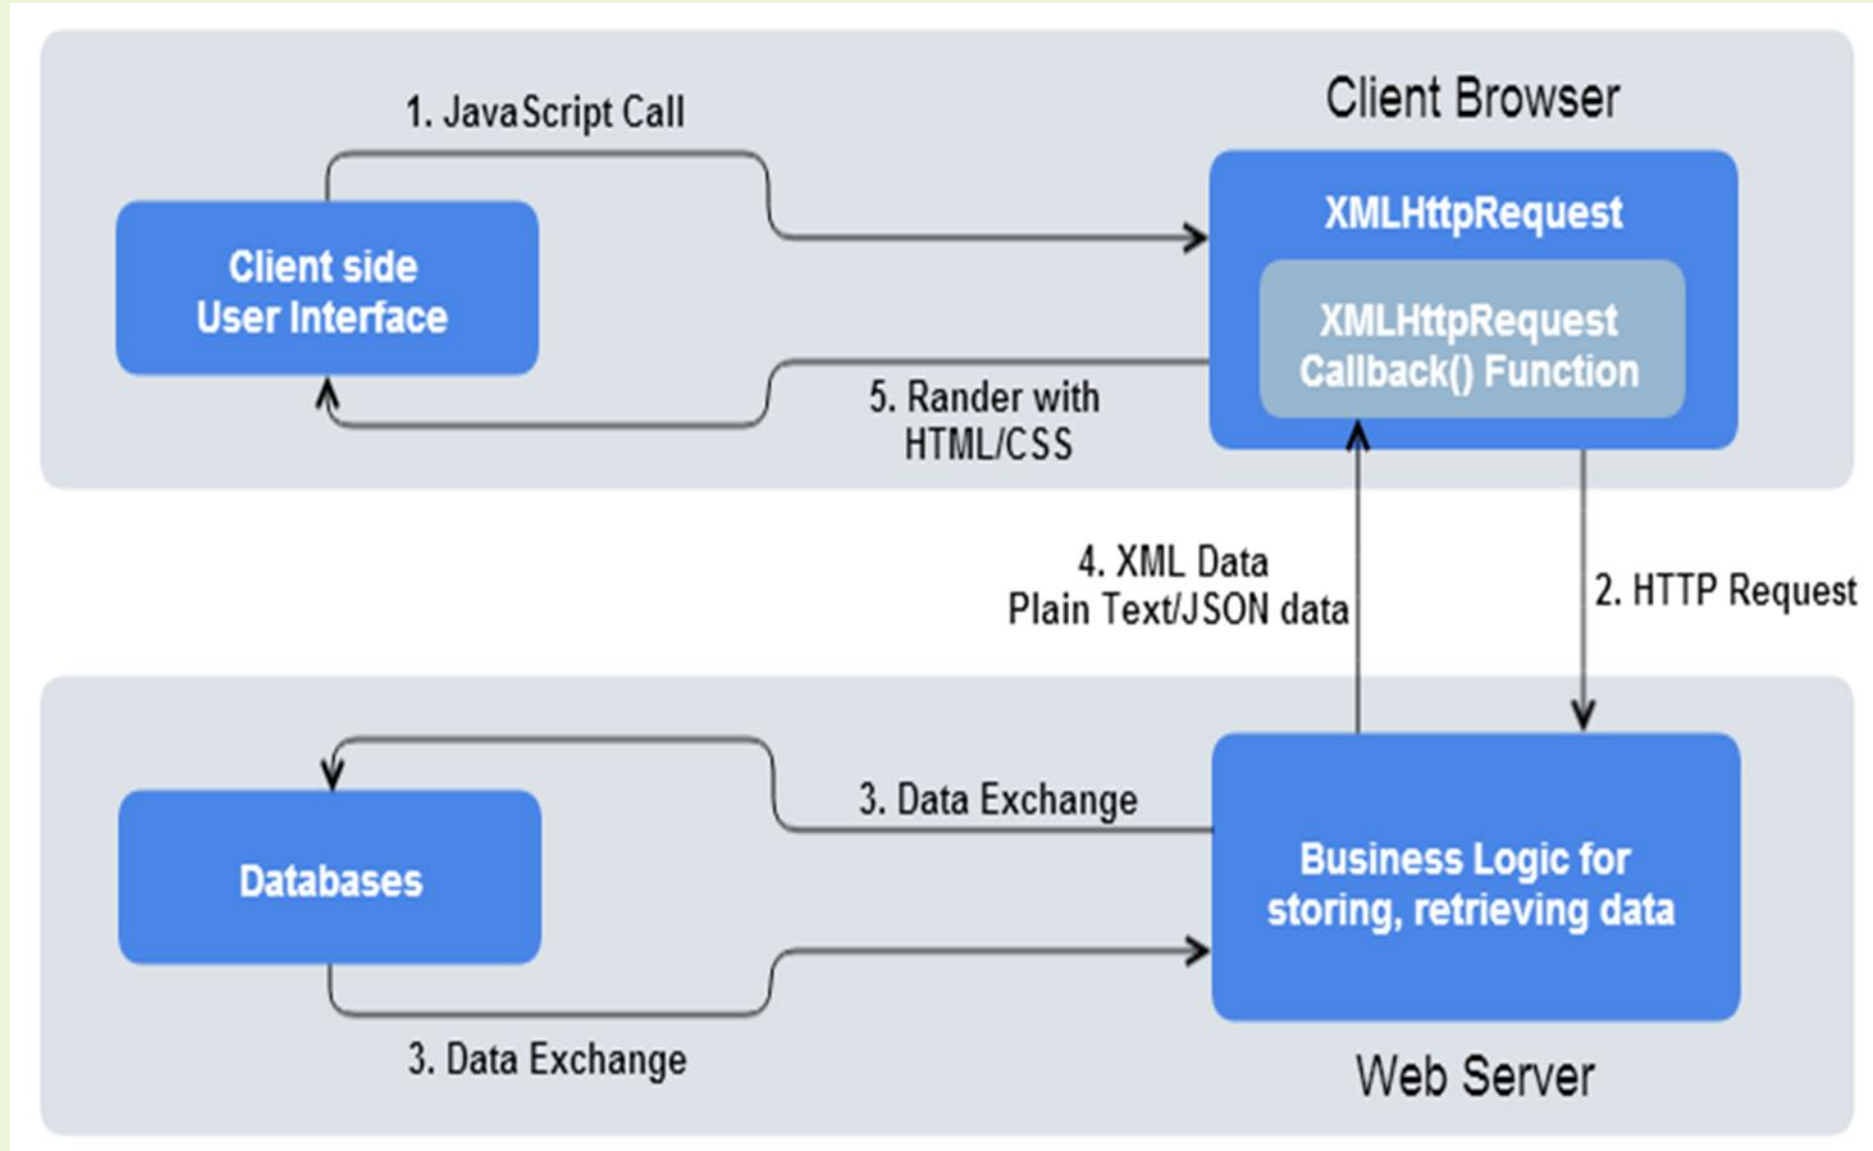 Client Browser
1. JavaScript Call
XMLHttpRequest
Client side
User Interface
XMLHttpRequest
Callback() Function
5. Rander with
HTML/CSS
4. XML Data
Plain Text/JSON data
2. HTTP Request
3. Data Exchange
Databases
Business Logic for
storing, retrieving data
3. Data Exchange
Web Server